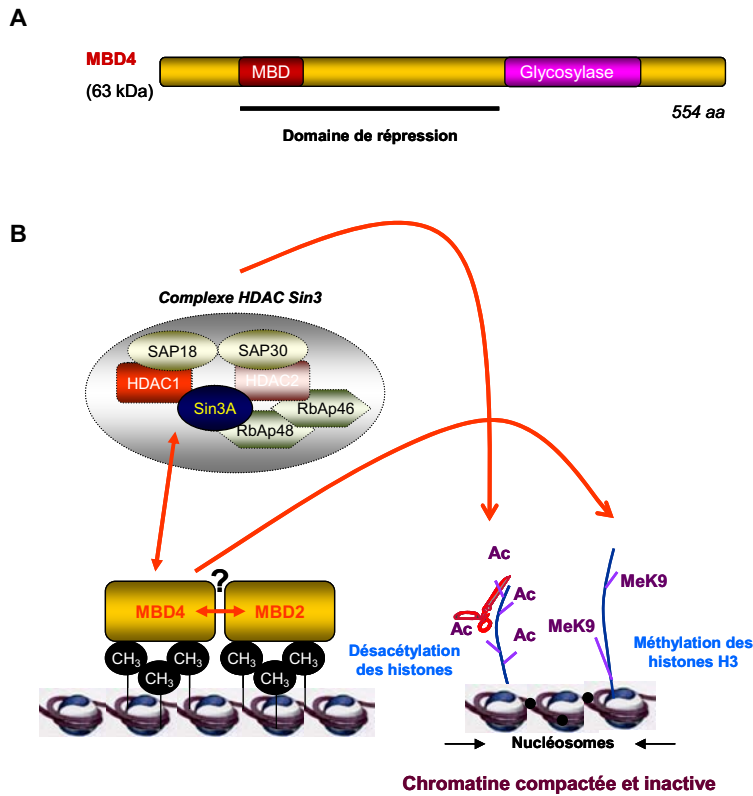 A
MBD4
(63 kDa)
MBD
Glycosylase
554 aa
Domaine de répression
B
Complexe HDAC Sin3
SAP18
SAP30
HDAC1
HDAC2
Sin3A
RbAp46
RbAp48
?
MBD4
MBD2
CH3
CH3
CH3
CH3
CH3
CH3
Ac
Ac
Ac
Ac
MeK9
MeK9
Désacétylation
des histones
Méthylation des
histones H3
Nucléosomes
Chromatine compactée et inactive